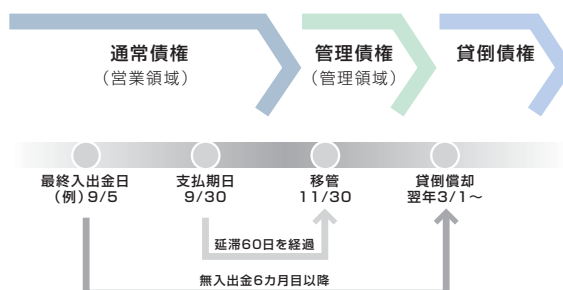 通常債権
（営業領域）
管理債権
（管理領域）
貸倒債権
最終入出金日
（例）9/5
支払期日
9/30
移管
11/30
貸倒償却
翌年3/1〜
延滞60日を経過
無入出金6カ月目以降